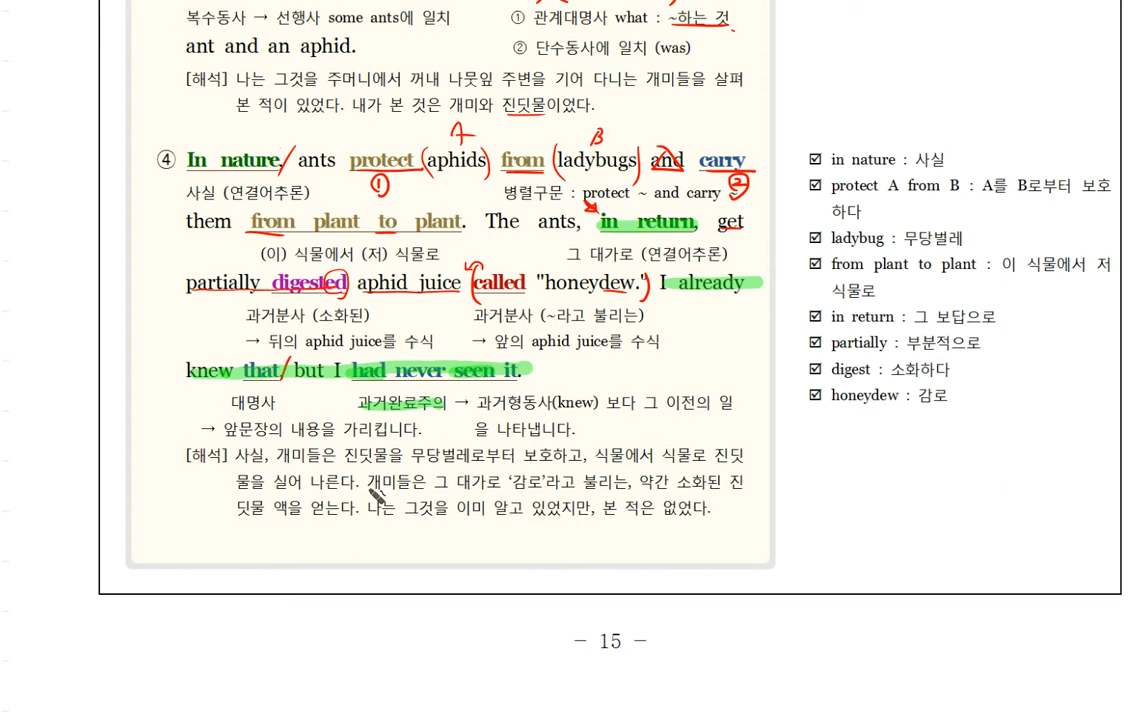 복수동사 → 선행사 some ants에 일치 ① 관계대명사 what : ~하는 것
ant and an aphid. ② 단수동사에 일치 (was)
[해석] 나는 그것을 주머니에서 꺼내 나뭇잎 주변을 기어 다니는 개미들을 살펴
본 적이 있었다. 내가 본 것은 개미와 진딧물이었다.
A B
④ In nature, ants protect aphids from ladybugs and carry
① ②
사실 (연결어추론) 병렬구문 : protect ~ and carry ~
them from plant to plant. The ants, in return, get
(이) 식물에서 (저) 식물로 그 대가로 (연결어추론)
partially digested aphid juice called "honeydew." I already
과거분사 (소화된) 과거분사 (~라고 불리는)
→ 뒤의 aphid juice를 수식 → 앞의 aphid juice를 수식
knew that, but I had never seen it.
대명사 과거완료주의 → 과거형동사(knew) 보다 그 이전의 일
→ 앞문장의 내용을 가리킵니다. 을 나타냅니다.
[해석] 사실, 개미들은 진딧물을 무당벌레로부터 보호하고, 식물에서 식물로 진딧
물을 실어 나른다. 개미들은 그 대가로 ‘감로’라고 불리는, 약간 소화된 진
딧물 액을 얻는다. 나는 그것을 이미 알고 있었지만, 본 적은 없었다.
☑ in nature : 사실
☑ protect A from B : A를 B로부터 보호
하다
☑ ladybug : 무당벌레
☑ from plant to plant : 이 식물에서 저
식물로
☑ in return : 그 보답으로
☑ partially : 부분적으로
☑ digest : 소화하다
☑ honeydew : 감로
- 15 -